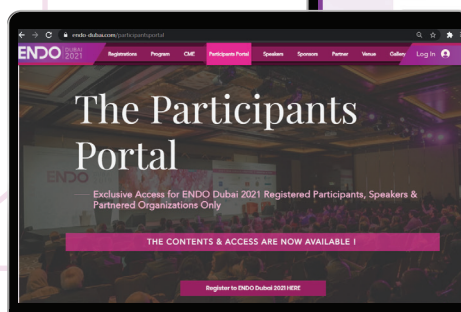 endo-dubai.com/participantsportal
ENDO DUBAI 2021
Registrations Program CME Participants Portal Speakers Sponsors Partner Venue Gallery Log In
The Participants
Portal
Exclusive Access for ENDO Dubai 2021 Registered Participants, Speakers &
Partnered Organizations Only
ENDO
THE CONTENTS & ACCESS ARE NOW AVAILABLE !
Register to ENDO Dubai 2021 HERE